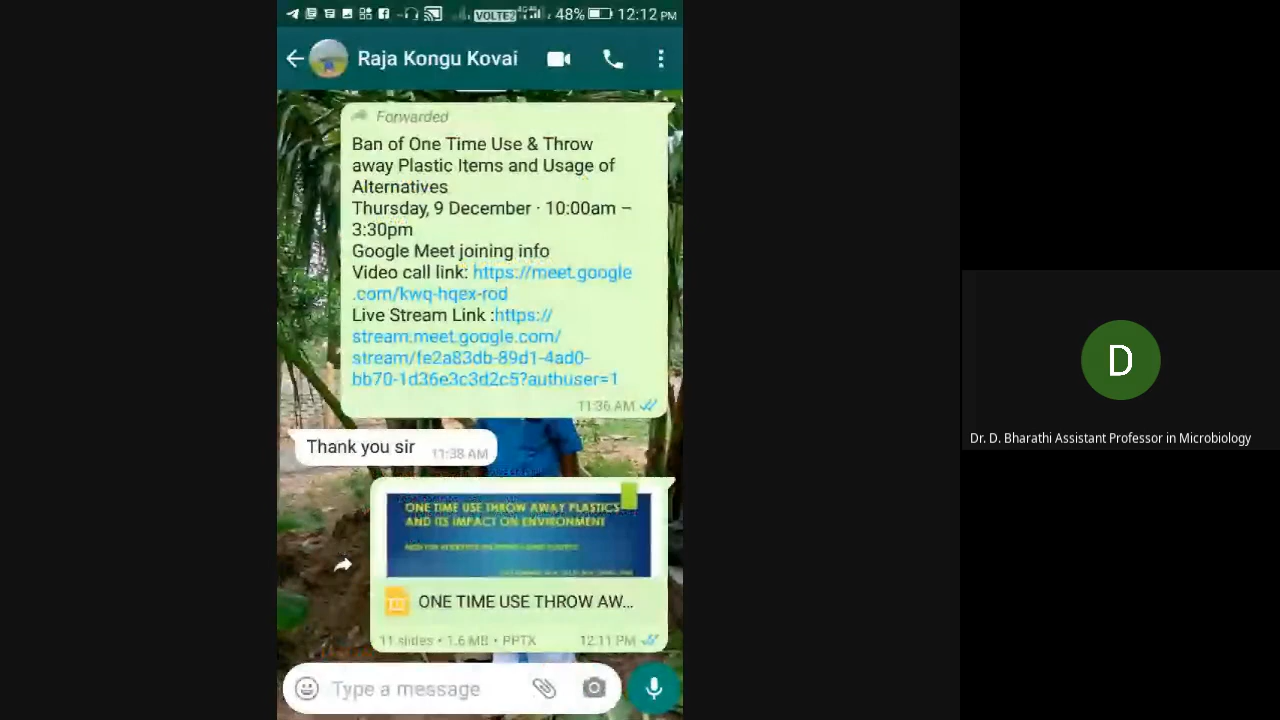 VOLTE2 48% 12:12 PM
Raja Kongu Kovai
Forwarded
Ban of One Time Use & Throw
away Plastic Items and Usage of
Alternatives
Thursday, 9 December · 10:00am –
3:30pm
Google Meet joining info
Video call link: https://meet.google
.com/kwq-hqex-rod
Live Stream Link :https://
stream.meet.google.com/
stream/fe2a83db-89d1-4ad0-
bb70-1d36e3c3d2c5?authuser=1
11:36 AM
Thank you sir 11:38 AM
ONE TIME USE THROW AWAY PLASTICS
AND ITS IMPACT ON ENVIRONMENT
ONE TIME USE THROW AW...
11 slides • 1.6 MB • PPTX 12:11 PM
Type a message
D
Dr. D. Bharathi Assistant Professor in Microbiology